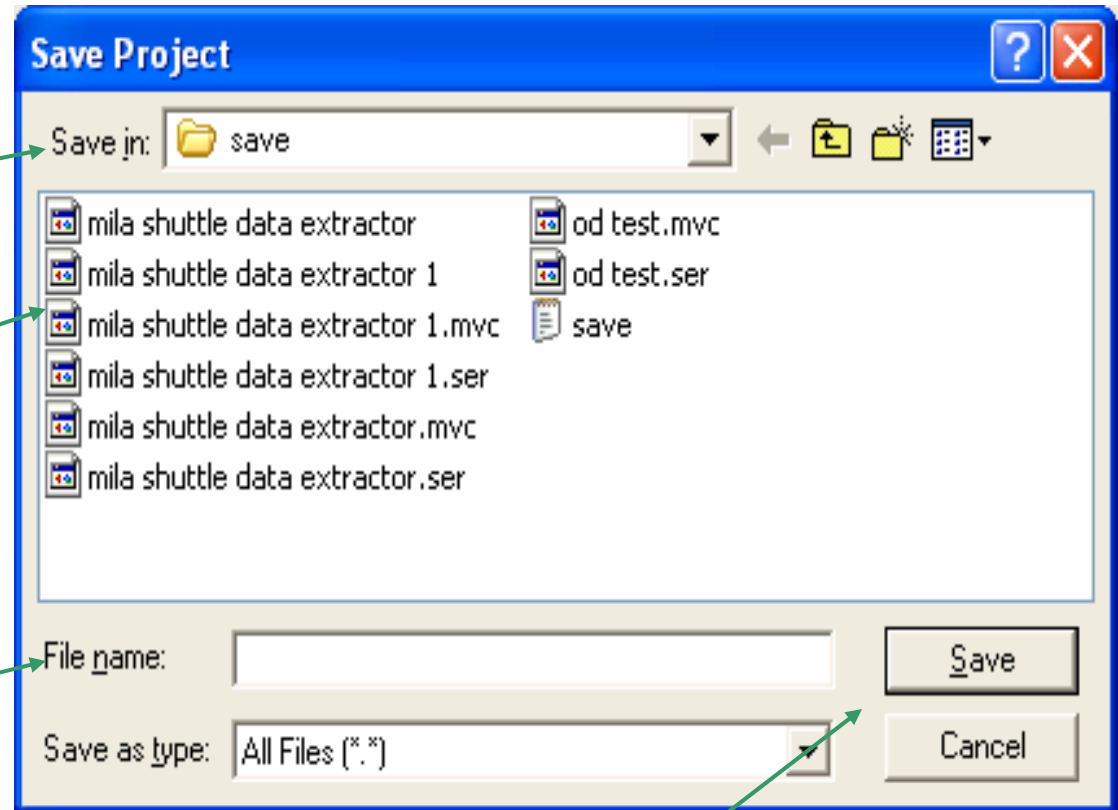 Save Project
Save in: save
mila shuttle data extractor
mila shuttle data extractor 1
mila shuttle data extractor 1.mvc
mila shuttle data extractor 1.ser
mila shuttle data extractor.mvc
mila shuttle data extractor.ser
od test.mvc
od test.ser
save
File name:
Save
Save as type: All Files (*.*)
Cancel